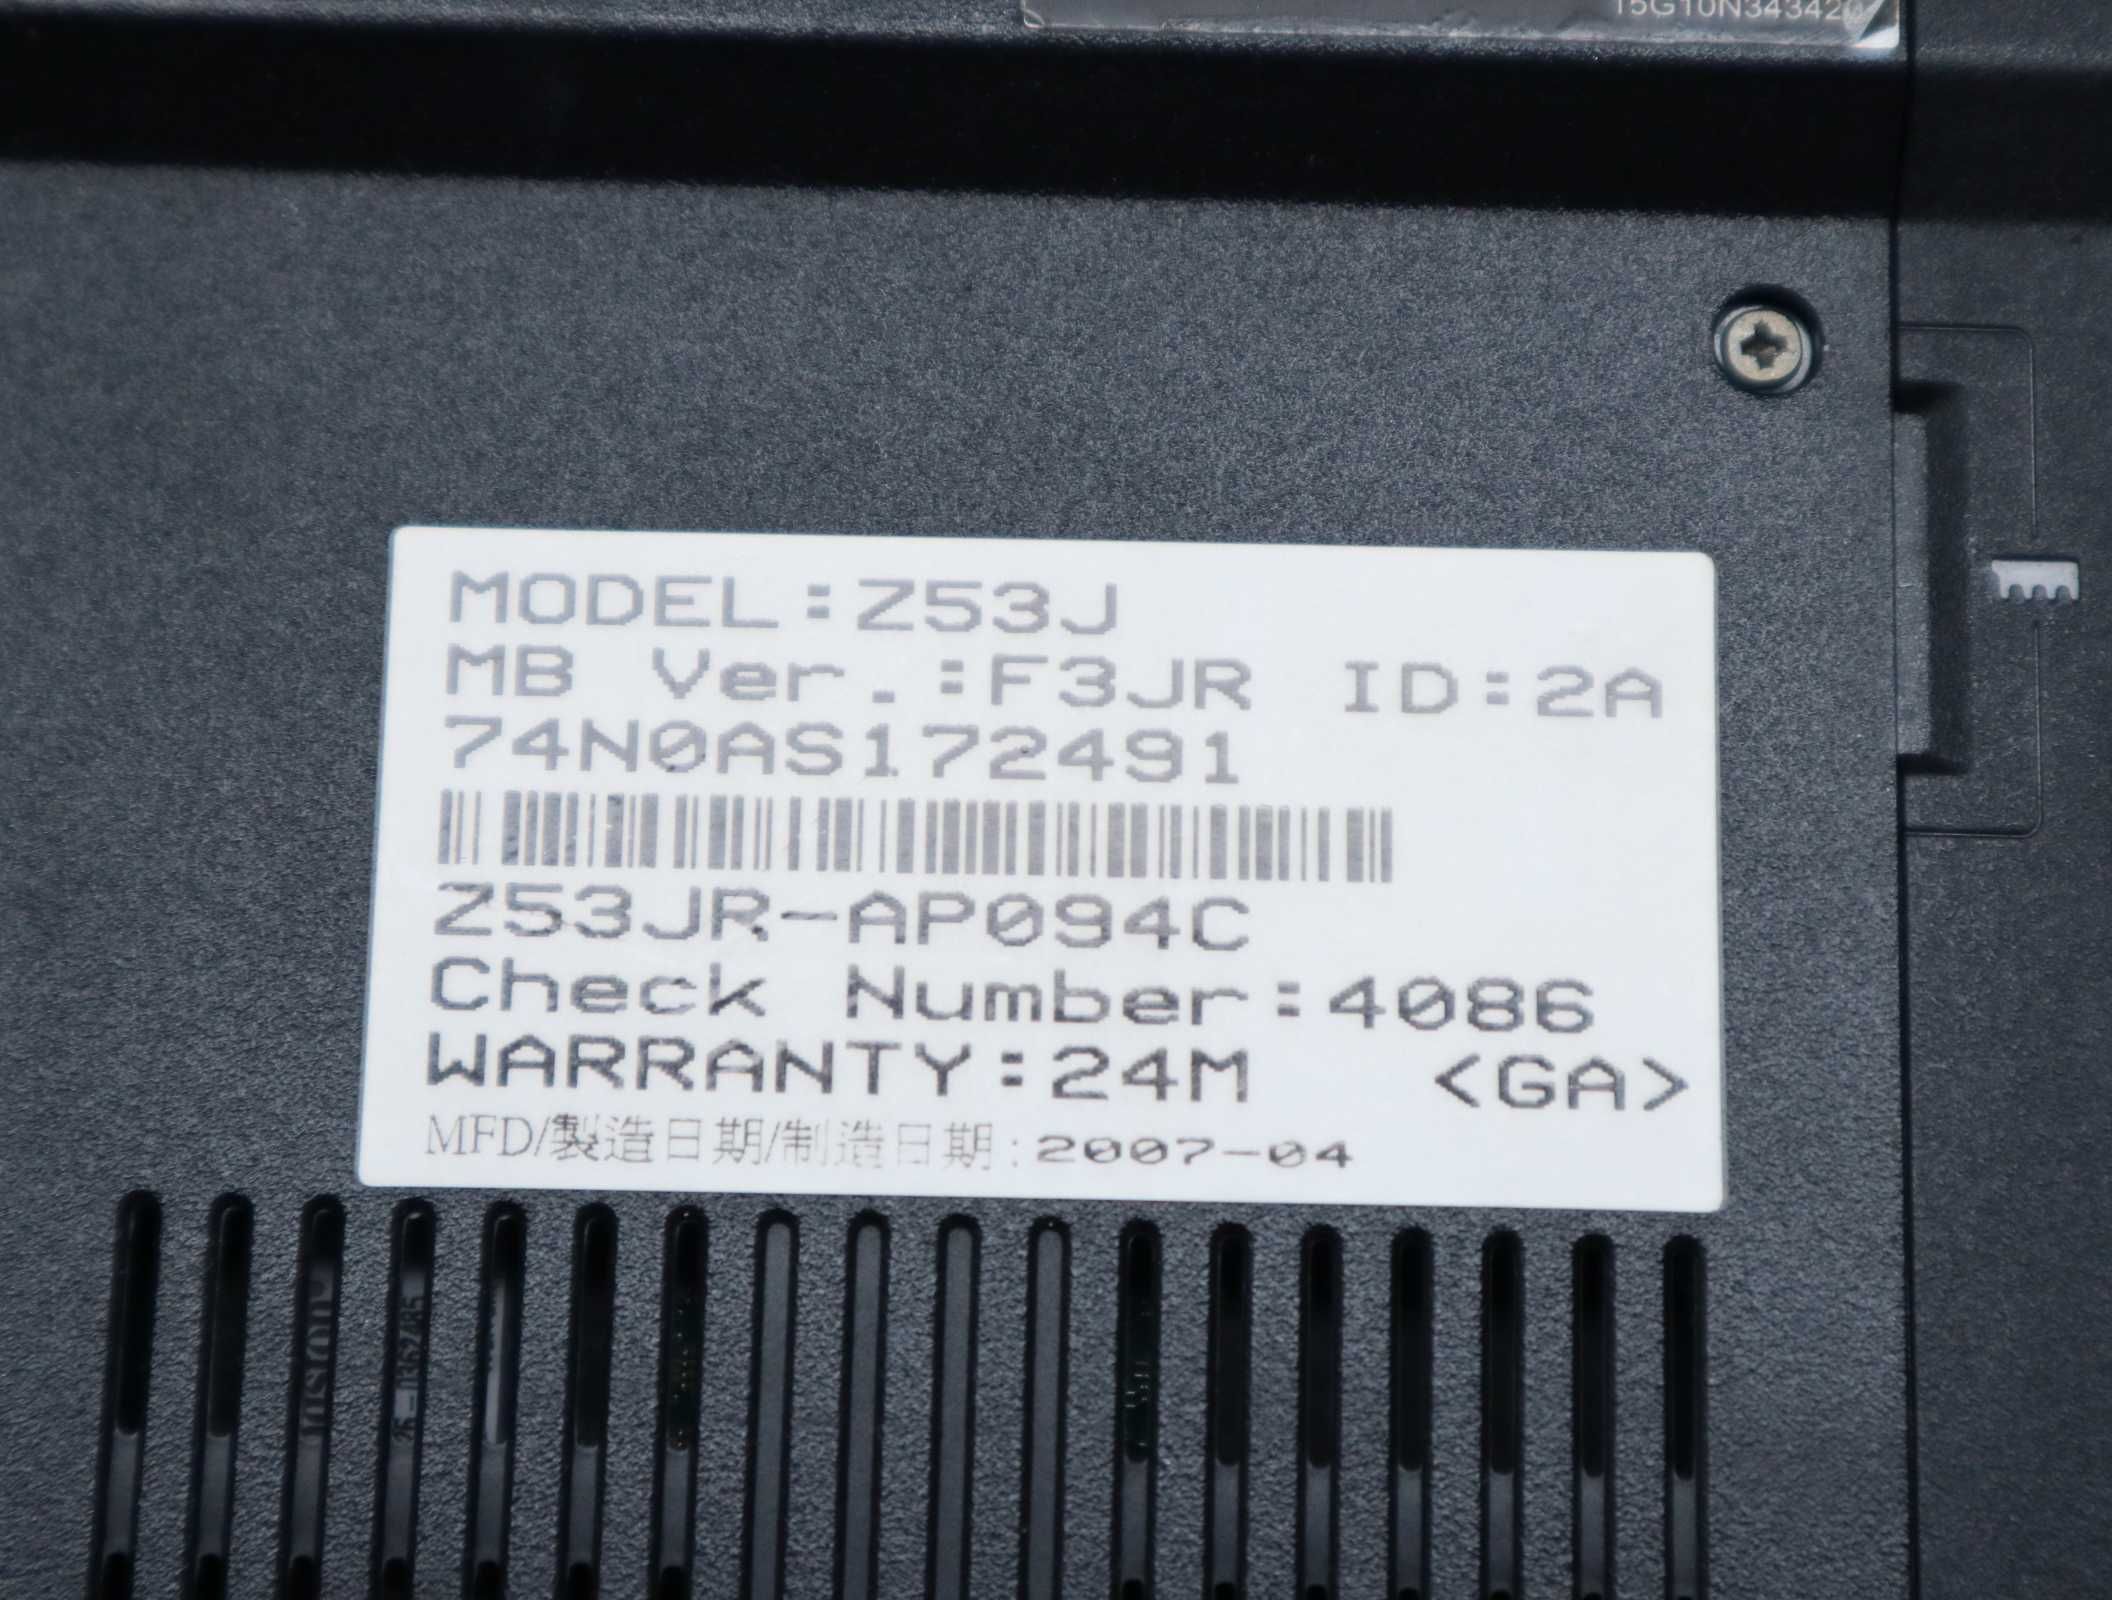 15G10N343420
MODEL:Z53J
MB Ver.:F3JR ID:2A
74N0AS172491
Z53JR-AP094C
Check Number:4086
WARRANTY:24M <GA>
MFD/製造日期/制造日期:2007-04